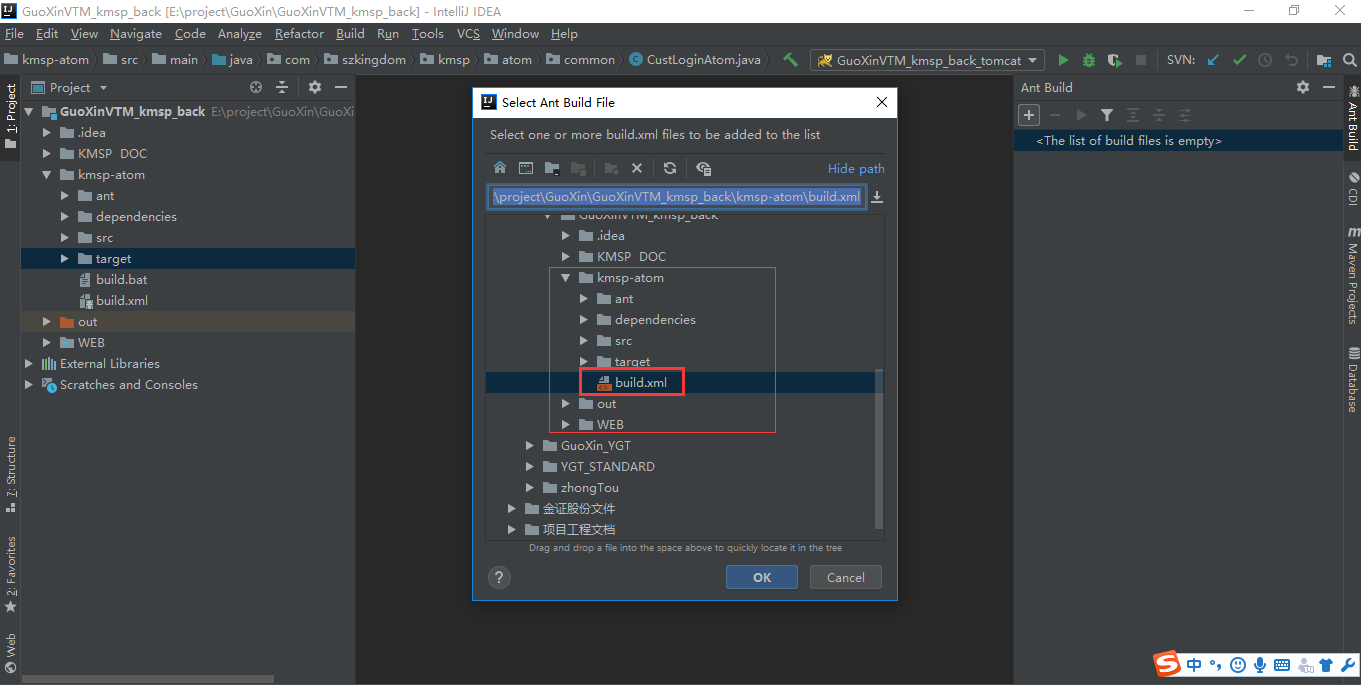 GuoXinVTM_kmsp_back [E:\project\GuoXin\GuoXinVTM_kmsp_back] - IntelliJ IDEA
File Edit View Navigate Code Analyze Refactor Build Run Tools VCS Window Help
kmsp-atom src main java com szkingdom kmsp atom common CustLoginAtom.java GuoXinVTM_kmsp_back_tomcat SVN:
1: Project
7: Structure
2: Favorites
Web
Project
GuoXinVTM_kmsp_back E:\project\GuoXin\GuoXi
.idea
KMSP_DOC
kmsp-atom
ant
dependencies
src
target
build.bat
build.xml
out
WEB
External Libraries
Scratches and Consoles
Select Ant Build File
Select one or more build.xml files to be added to the list
Hide path
\project\GuoXin\GuoXinVTM_kmsp_back\kmsp-atom\build.xml
GuoXinVTM_kmsp_back
.idea
KMSP_DOC
kmsp-atom
ant
dependencies
src
target
build.xml
out
WEB
GuoXin_YGT
YGT_STANDARD
zhongTou
金证股份文件
项目工程文档
Drag and drop a file into the space above to quickly locate it in the tree
? OK Cancel
Ant Build
<The list of build files is empty>
Ant Build
CDI
Maven Projects
Database
中